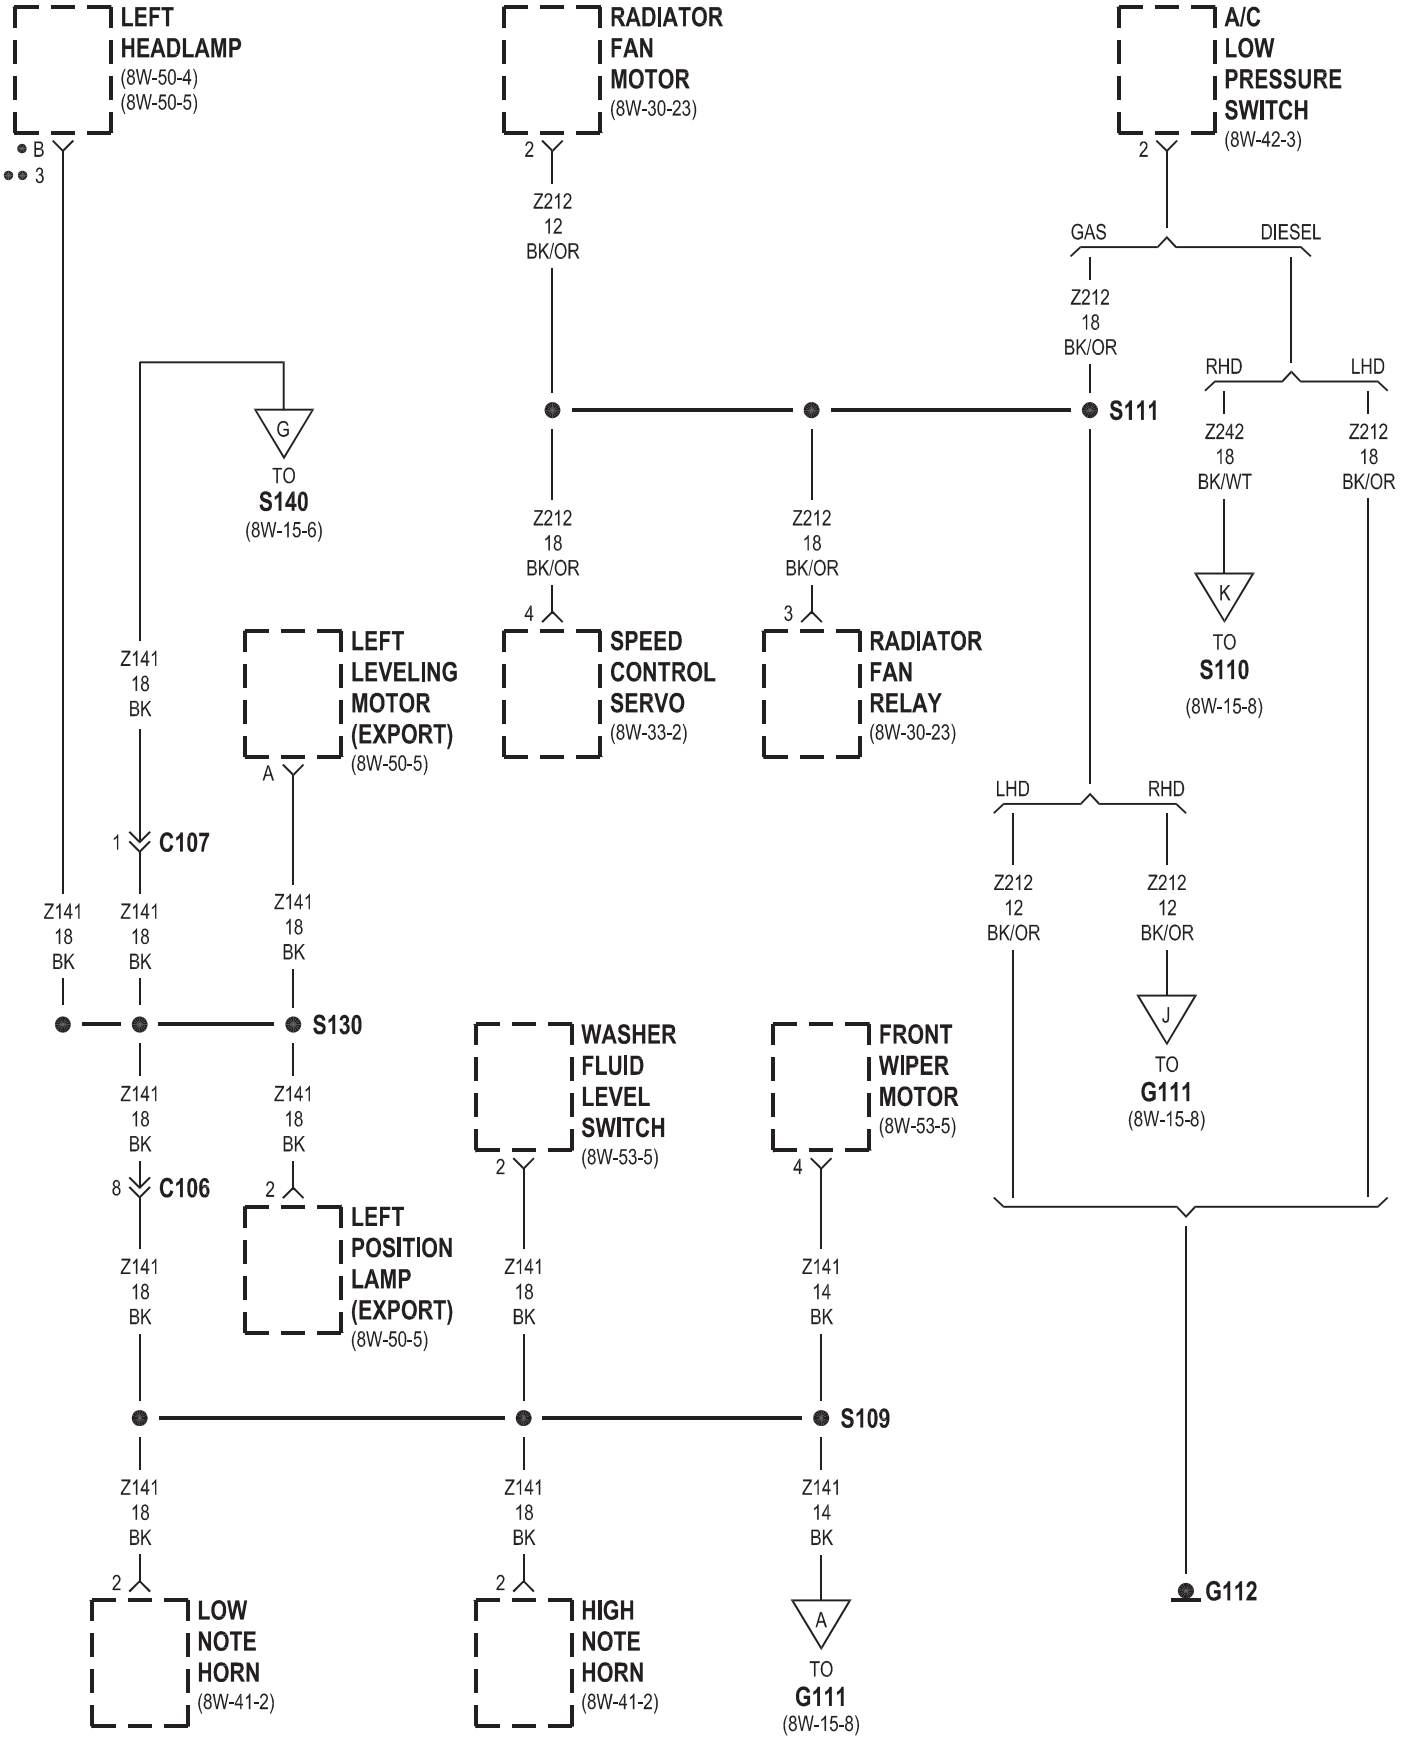 LEFT
HEADLAMP
(8W-50-4)
(8W-50-5)
B
3
RADIATOR
FAN
MOTOR
(8W-30-23)
2
Z212
12
BK/OR
A/C
LOW
PRESSURE
SWITCH
(8W-42-3)
2
GAS
DIESEL
Z212
18
BK/OR
RHD
LHD
Z242
18
BK/WT
Z212
18
BK/OR
S111
G
TO
S140
(8W-15-6)
Z212
18
BK/OR
4
SPEED
CONTROL
SERVO
(8W-33-2)
Z212
18
BK/OR
3
RADIATOR
FAN
RELAY
(8W-30-23)
K
TO
S110
(8W-15-8)
Z141
18
BK
LEFT
LEVELING
MOTOR
(EXPORT)
(8W-50-5)
A
1
C107
LHD
RHD
Z212
12
BK/OR
Z212
12
BK/OR
Z141
18
BK
Z141
18
BK
Z141
18
BK
S130
J
TO
G111
(8W-15-8)
WASHER
FLUID
LEVEL
SWITCH
(8W-53-5)
2
FRONT
WIPER
MOTOR
(8W-53-5)
4
Z141
18
BK
Z141
18
BK
8
C106
2
LEFT
POSITION
LAMP
(EXPORT)
(8W-50-5)
Z141
18
BK
Z141
18
BK
Z141
14
BK
S109
Z141
18
BK
Z141
18
BK
Z141
14
BK
2
LOW
NOTE
HORN
(8W-41-2)
2
HIGH
NOTE
HORN
(8W-41-2)
A
TO
G111
(8W-15-8)
G112